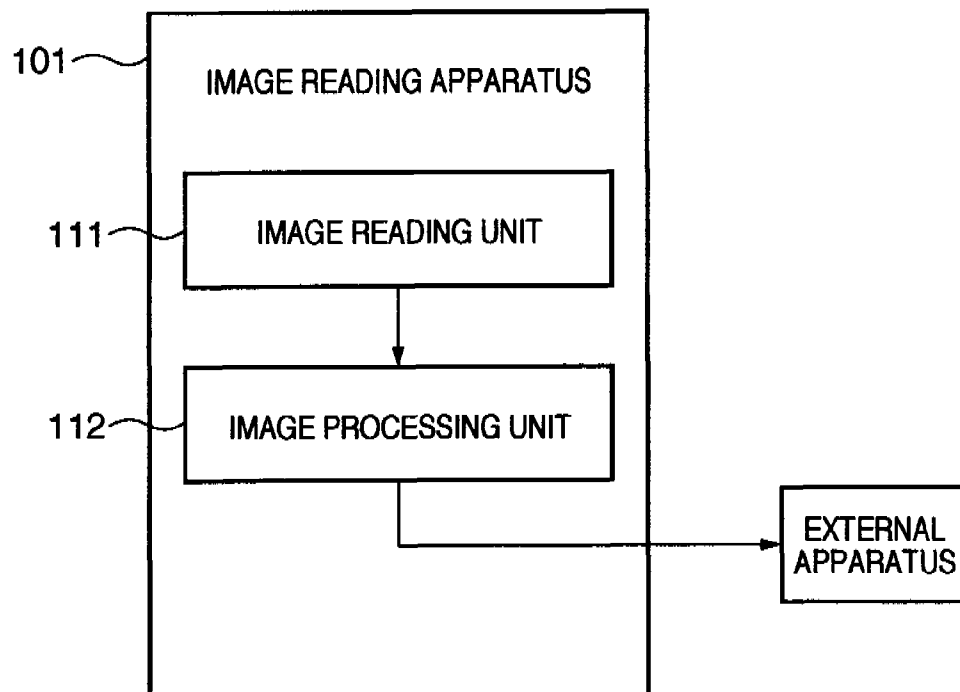 101
IMAGE READING APPARATUS
111
IMAGE READING UNIT
112
IMAGE PROCESSING UNIT
EXTERNAL
APPARATUS